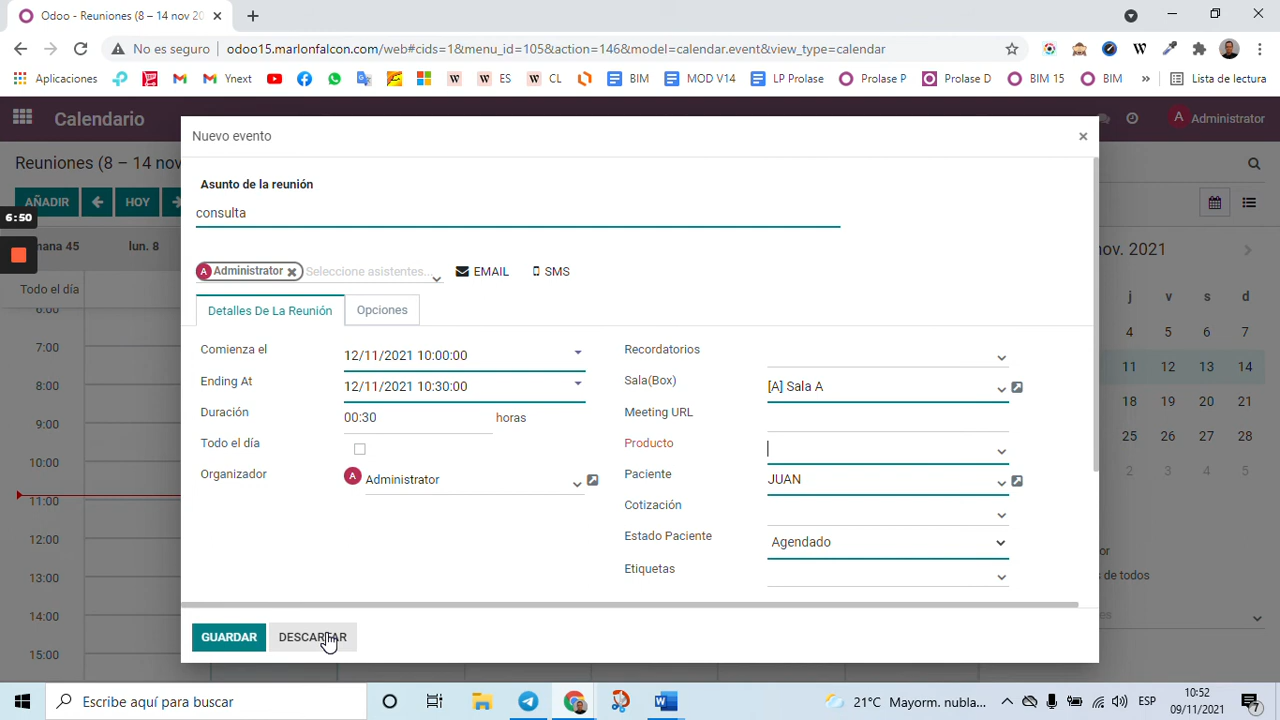 Odoo - Reuniones (8 – 14 nov 20
No es seguro
odoo15.marlonfalcon.com/web#cids=1&menu_id=105&action=146&model=calendar.event&view_type=calendar
Aplicaciones
Ynext
ES
CL
BIM
MOD V14
LP Prolase
Prolase P
Prolase D
BIM 15
BIM
»
Lista de lectura
Calendario
A Administrator
Reuniones (8 – 14 nov
AÑADIR
HOY
6:50
mana 45
lun. 8
Todo el día
6:00
7:00
8:00
9:00
10:00
11:00
12:00
13:00
14:00
15:00
Nuevo evento
×
Asunto de la reunión
consulta
A Administrator
Seleccione asistentes...
EMAIL
SMS
Detalles De La Reunión
Opciones
Comienza el
12/11/2021 10:00:00
Ending At
12/11/2021 10:30:00
Duración
00:30
horas
Todo el día
Organizador
A Administrator
Recordatorios
Sala(Box)
[A] Sala A
Meeting URL
Producto
Paciente
JUAN
Cotización
Estado Paciente
Agendado
Etiquetas
GUARDAR
DESCARTAR
ov. 2021
j v s d
4 5 6 7
11 12 13 14
18 19 20 21
25 26 27 28
2 3 4 5
or
s de todos
es
Escribe aquí para buscar
21°C Mayorm. nubla...
ESP
10:52
09/11/2021
7